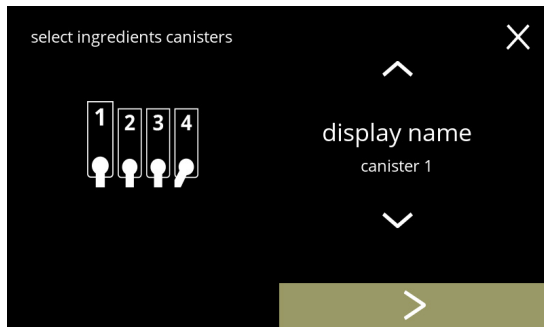 select ingredients canisters
1 2 3 4
display name
canister 1